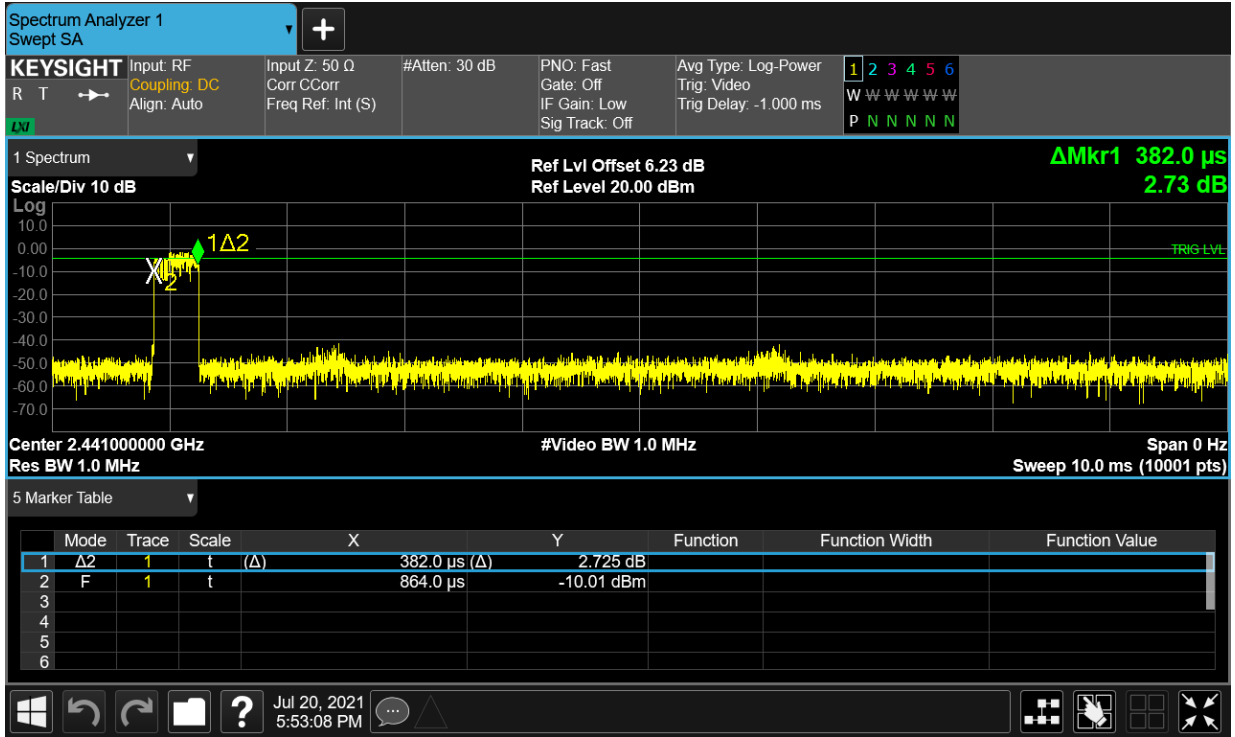 Spectrum Analyzer 1
Swept SA
KEYSIGHT
R T
LXI
Input: RF
Coupling: DC
Align: Auto
Input Z: 50 Ω
Corr CCorr
Freq Ref: Int (S)
#Atten: 30 dB
PNO: Fast
Gate: Off
IF Gain: Low
Sig Track: Off
Avg Type: Log-Power
Trig: Video
Trig Delay: -1.000 ms
1 2 3 4 5 6
W W W W W W
P N N N N N
1 Spectrum
Scale/Div 10 dB
Ref Lvl Offset 6.23 dB
Ref Level 20.00 dBm
ΔMkr1 382.0 µs
2.73 dB
Log
10.0
0.00
-10.0
-20.0
-30.0
-40.0
-50.0
-60.0
-70.0
1Δ2
X
2
TRIG LVL
Center 2.441000000 GHz
Res BW 1.0 MHz
#Video BW 1.0 MHz
Span 0 Hz
Sweep 10.0 ms (10001 pts)
5 Marker Table
Mode Trace Scale X Y Function Function Width Function Value
1 Δ2 1 t (Δ) 382.0 µs (Δ) 2.725 dB
2 F 1 t 864.0 µs -10.01 dBm
3
4
5
6
?
Jul 20, 2021
5:53:08 PM